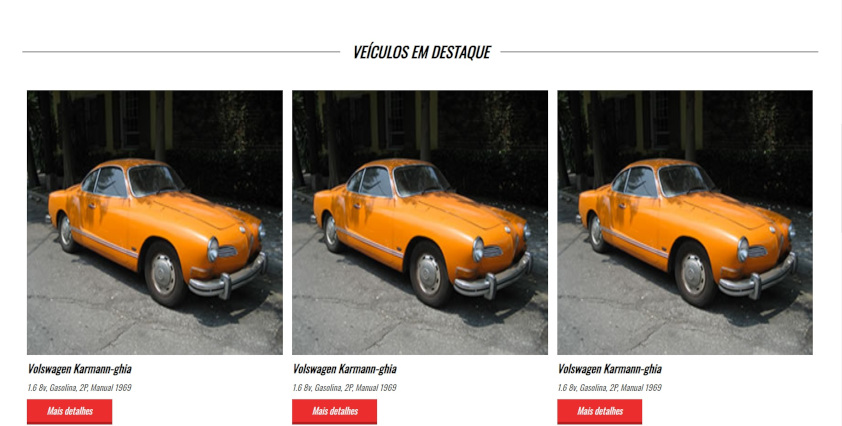 VEÍCULOS EM DESTAQUE
Volswagen Karmann-ghia
1.6 8v, Gasolina, 2P, Manual 1969
Mais detalhes
Volswagen Karmann-ghia
1.6 8v, Gasolina, 2P, Manual 1969
Mais detalhes
Volswagen Karmann-ghia
1.6 8v, Gasolina, 2P, Manual 1969
Mais detalhes